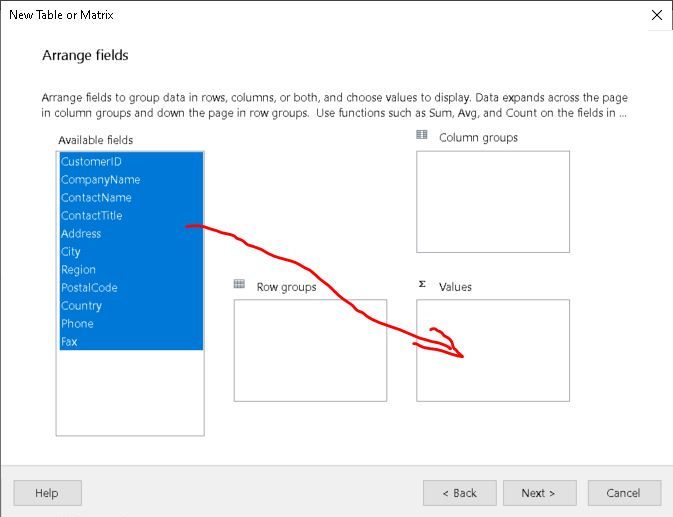 New Table or Matrix
Arrange fields
Arrange fields to group data in rows, columns, or both, and choose values to display. Data expands across the page
in column groups and down the page in row groups.  Use functions such as Sum, Avg, and Count on the fields in ...
Available fields
Column groups
CustomerID
CompanyName
ContactName
ContactTitle
Address
City
Region
PostalCode
Country
Phone
Fax
Row groups
Σ Values
Help
< Back
Next >
Cancel